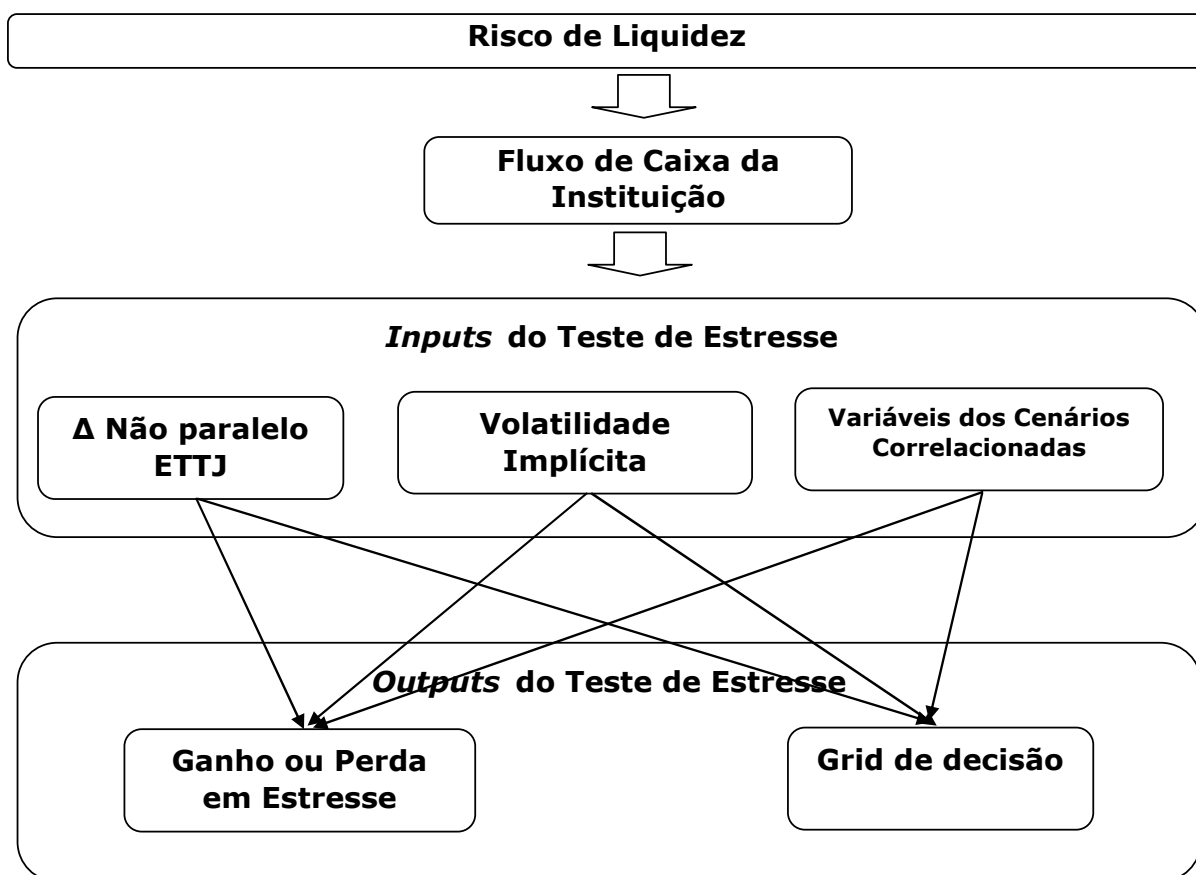 Risco de Liquidez
Fluxo de Caixa da
Instituição
Inputs do Teste de Estresse
Δ Não paralelo
ETTJ
Volatilidade
Implícita
Variáveis dos Cenários
Correlacionadas
Outputs do Teste de Estresse
Ganho ou Perda
em Estresse
Grid de decisão